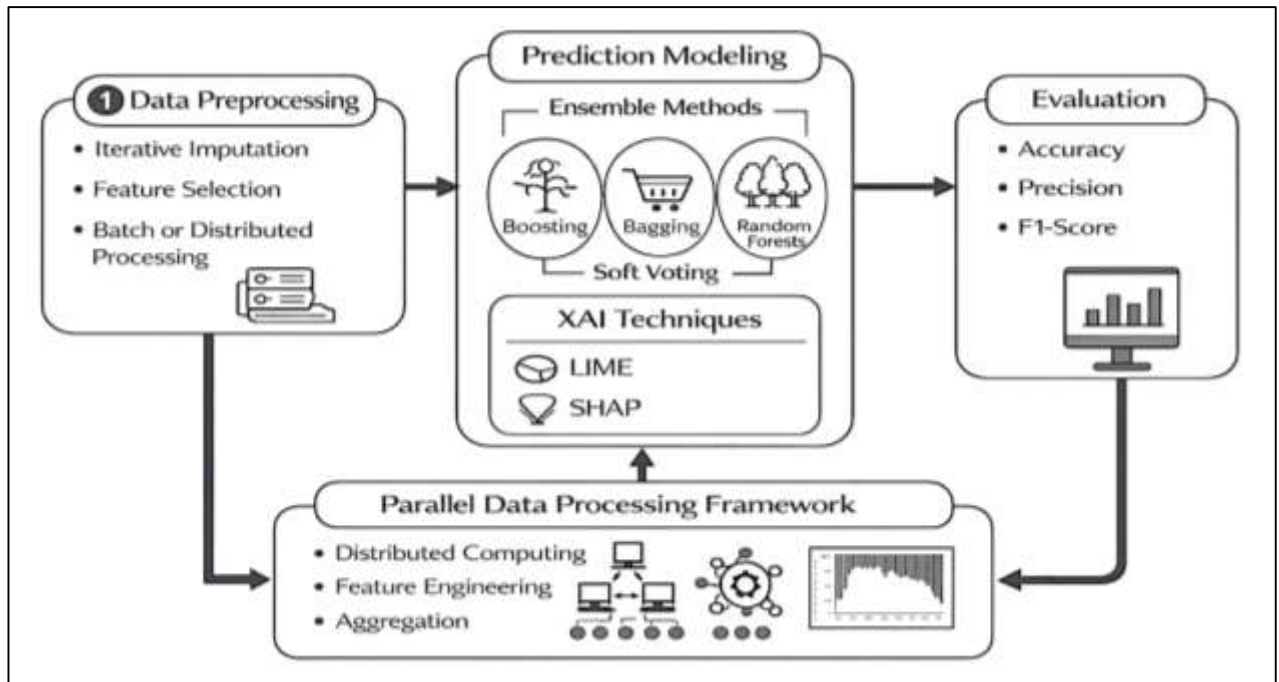 1 Data Preprocessing
• Iterative Imputation
• Feature Selection
• Batch or Distributed
Processing
Prediction Modeling
Ensemble Methods
Boosting
Bagging
Random
Forests
Soft Voting
XAI Techniques
LIME
SHAP
Evaluation
• Accuracy
• Precision
• F1-Score
Parallel Data Processing Framework
• Distributed Computing
• Feature Engineering
• Aggregation